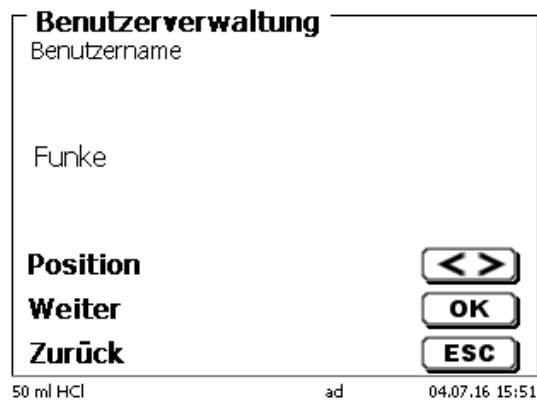 Benutzerverwaltung
Benutzername
Funke
Position < >
Weiter OK
Zurück ESC
50 ml HCl ad 04.07.16 15:51